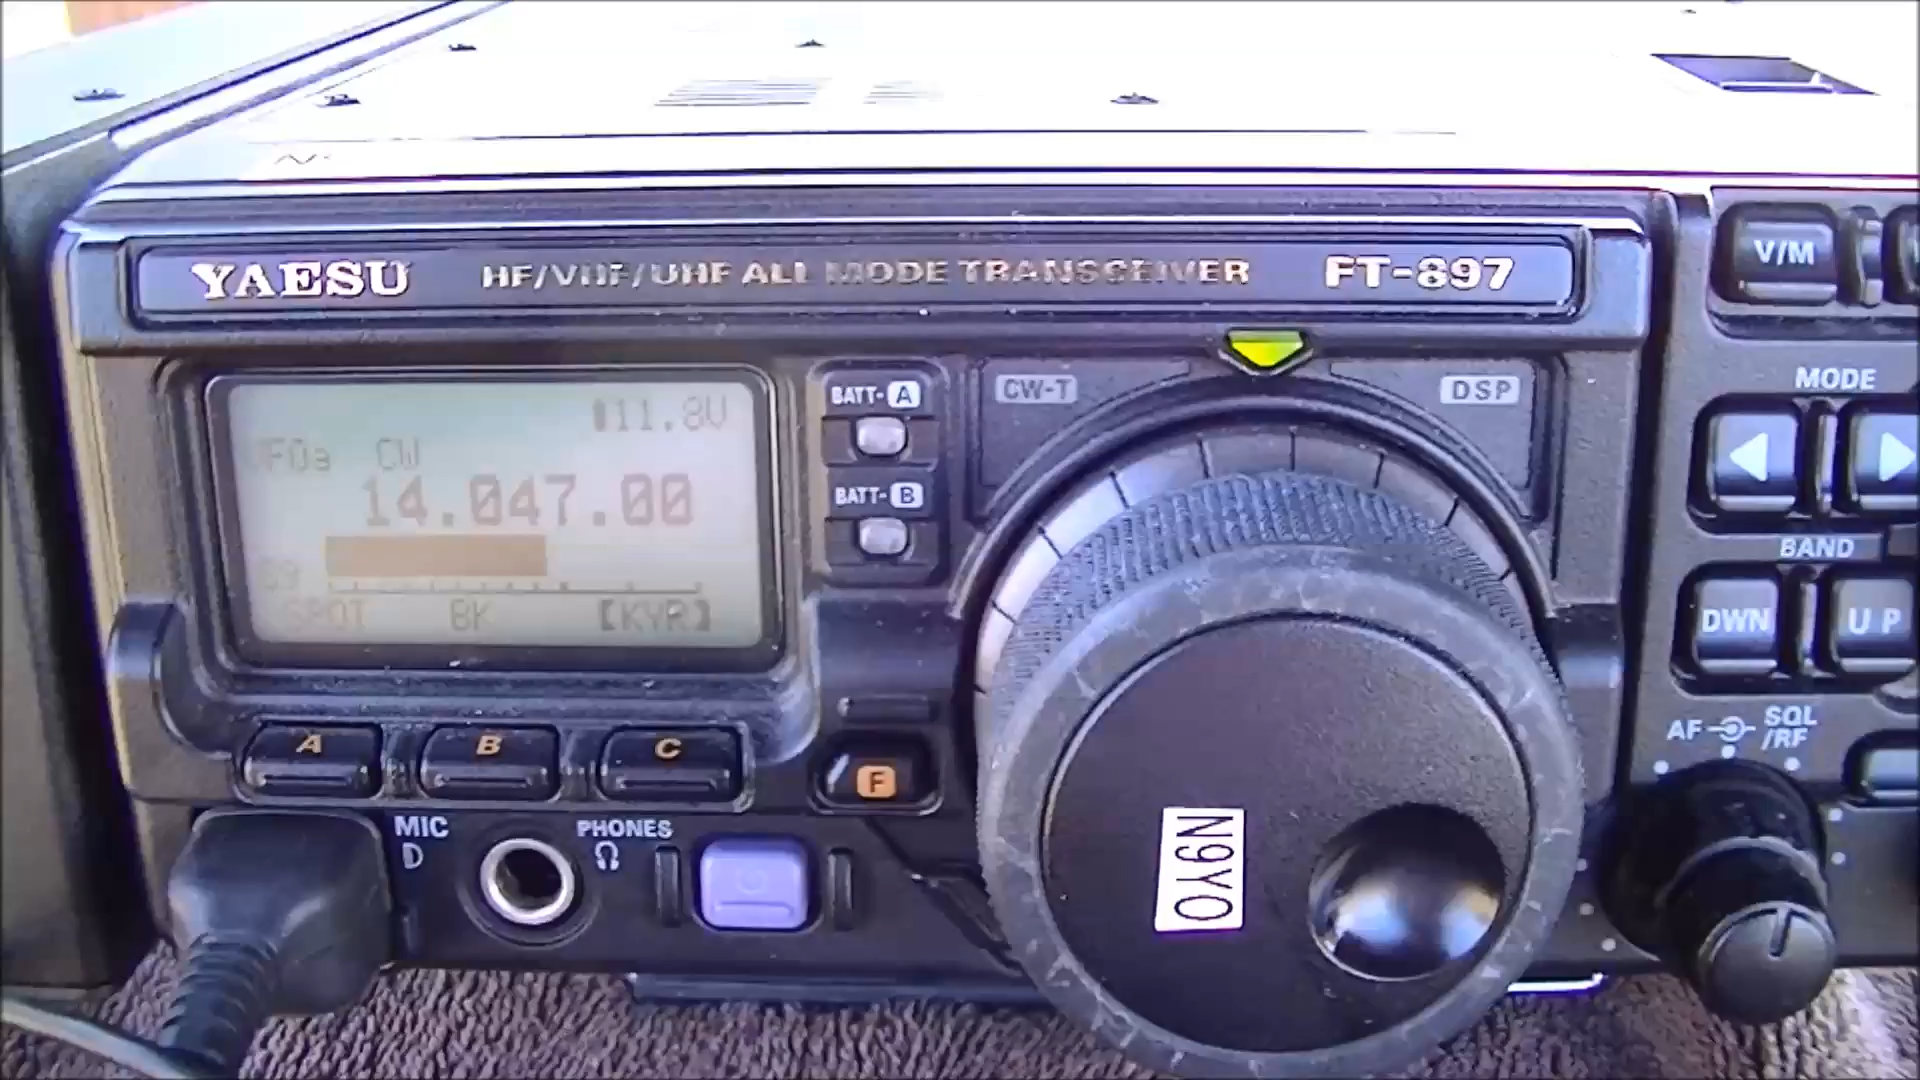 YAESU HF/VHF/UHF ALL MODE TRANSCEIVER FT-897
V/M
11.8V
VFOa CW
14.047.00
S9
SPOT BK [KYR]
BATT-A
BATT-B
CW-T
DSP
MODE
BAND
DWN UP
AF SQL/RF
A B C F
MIC
PHONES
N9YO